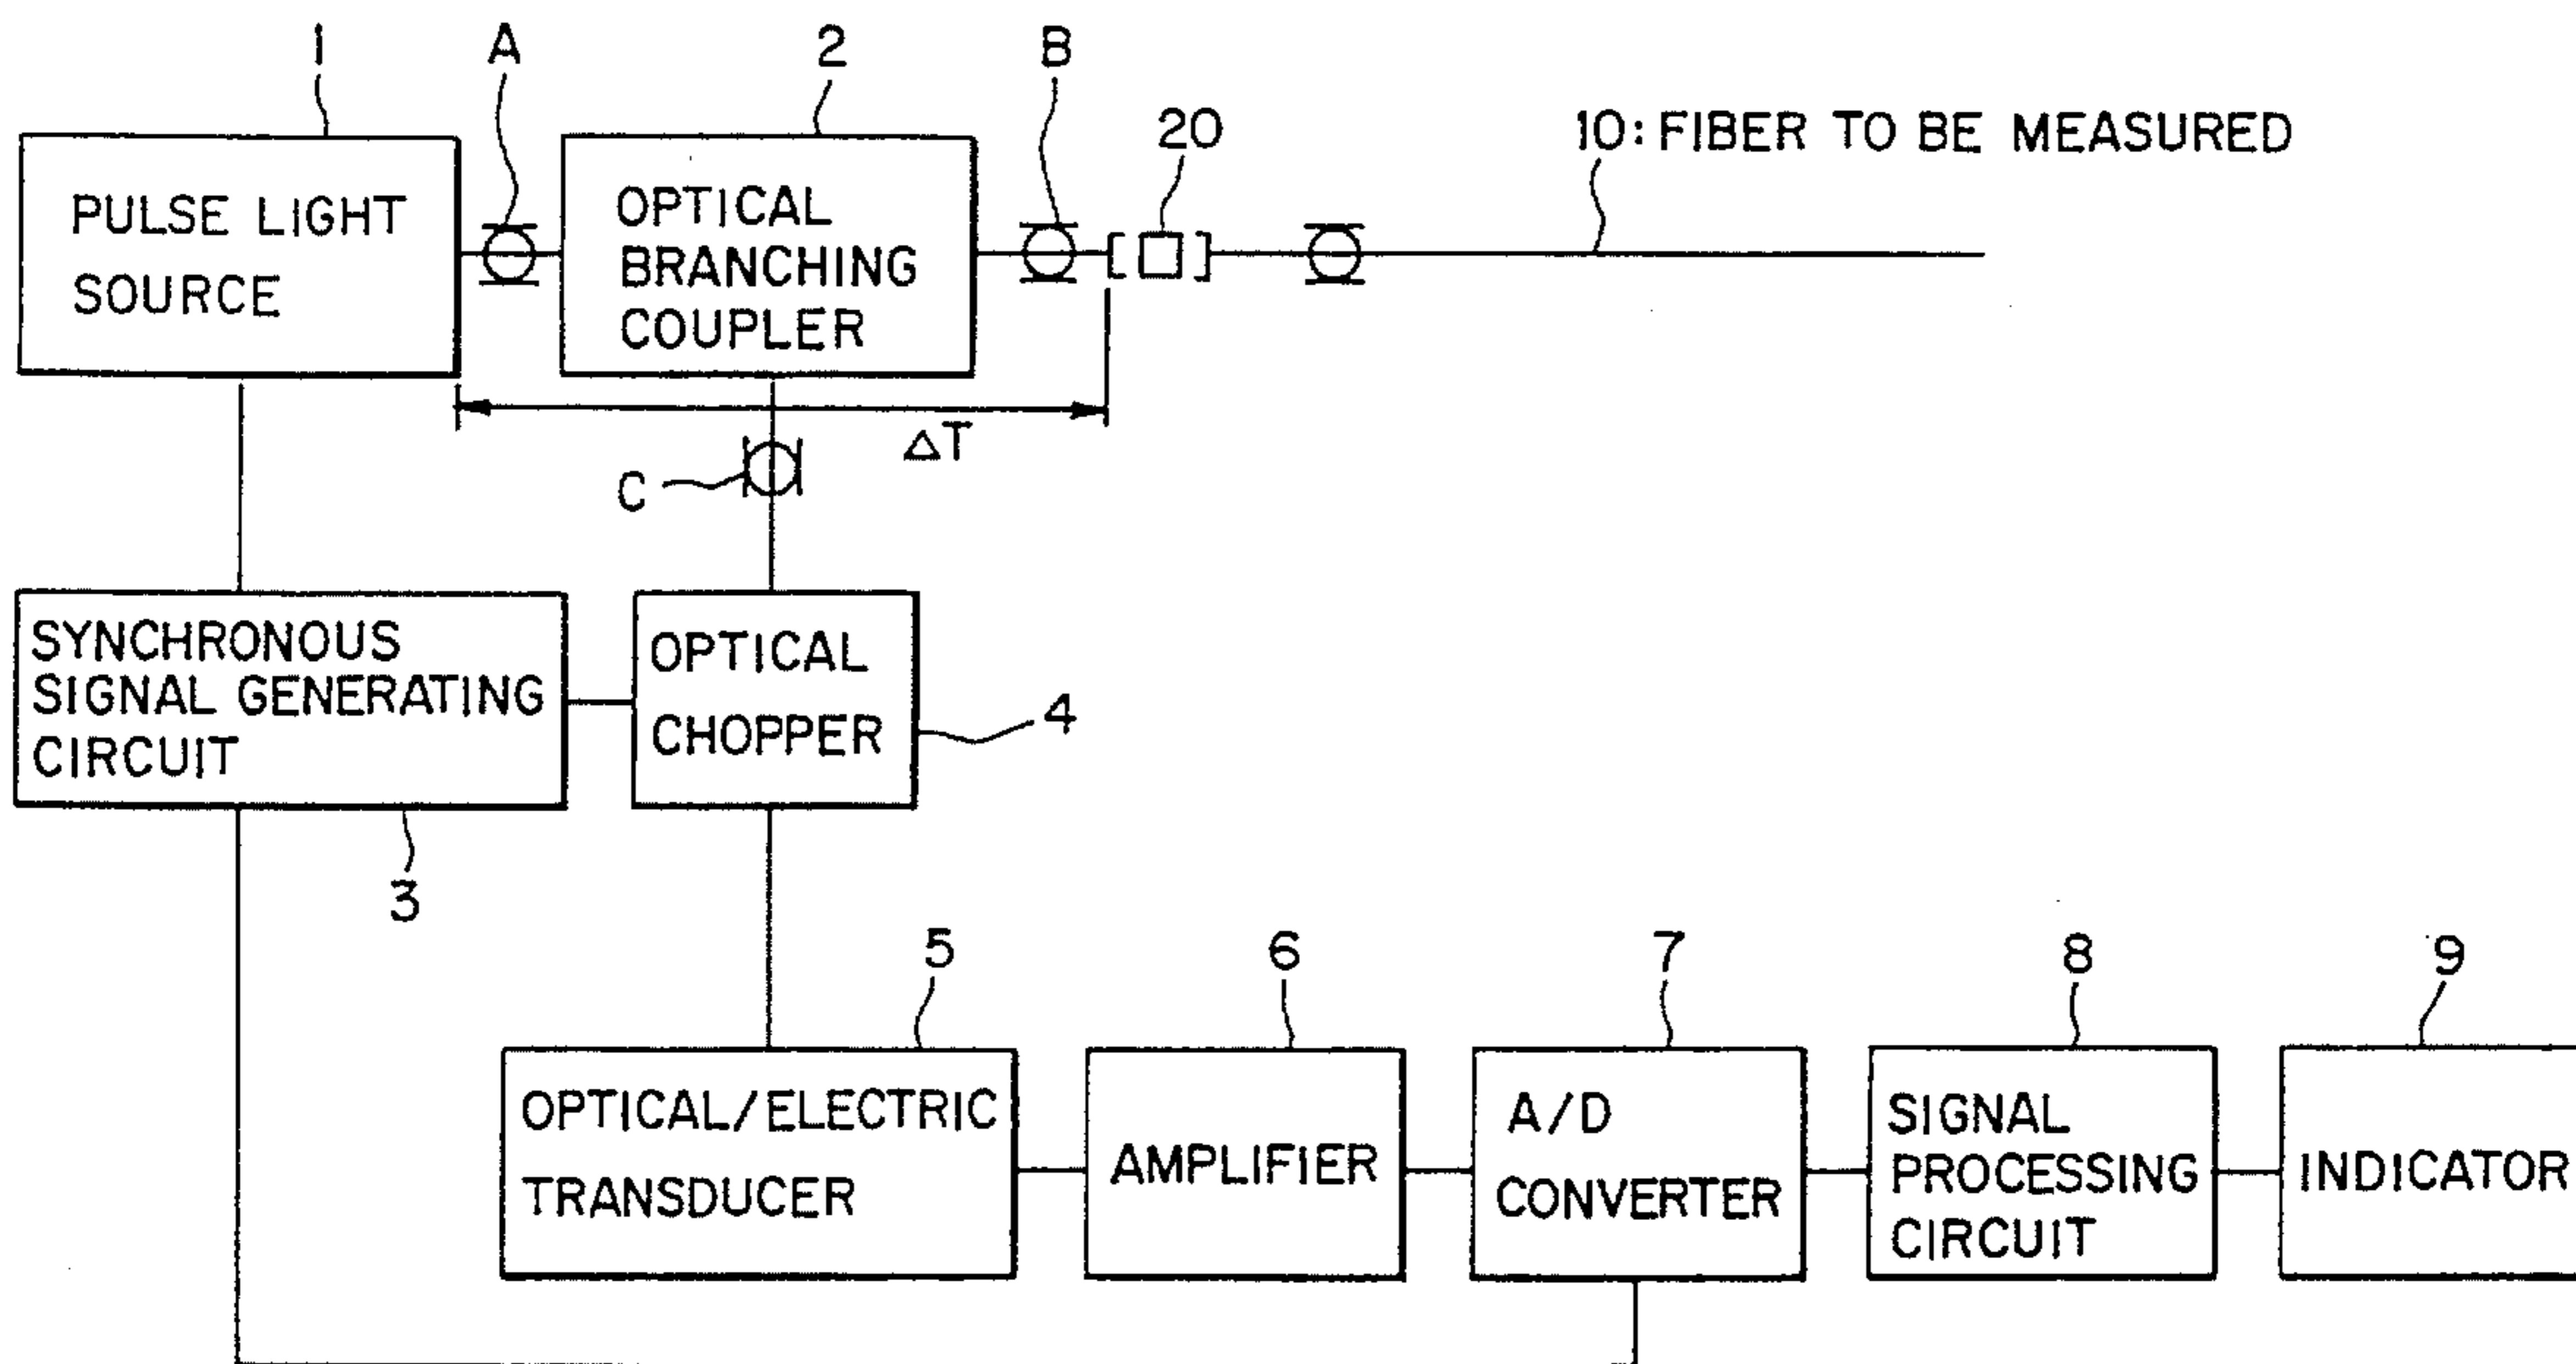 1
A
2
B
20
10: FIBER TO BE MEASURED
PULSE LIGHT
SOURCE
OPTICAL
BRANCHING
COUPLER
△T
C
SYNCHRONOUS
SIGNAL GENERATING
CIRCUIT
OPTICAL
CHOPPER
4
3
5
6
7
8
9
OPTICAL/ELECTRIC
TRANSDUCER
AMPLIFIER
A/D
CONVERTER
SIGNAL
PROCESSING
CIRCUIT
INDICATOR